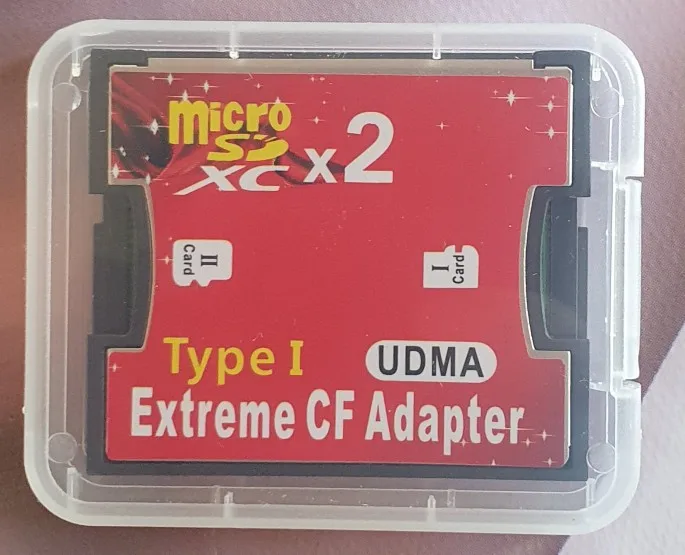 micro
SD
XC x2
II
Card
I
Card
Type I
UDMA
Extreme CF Adapter